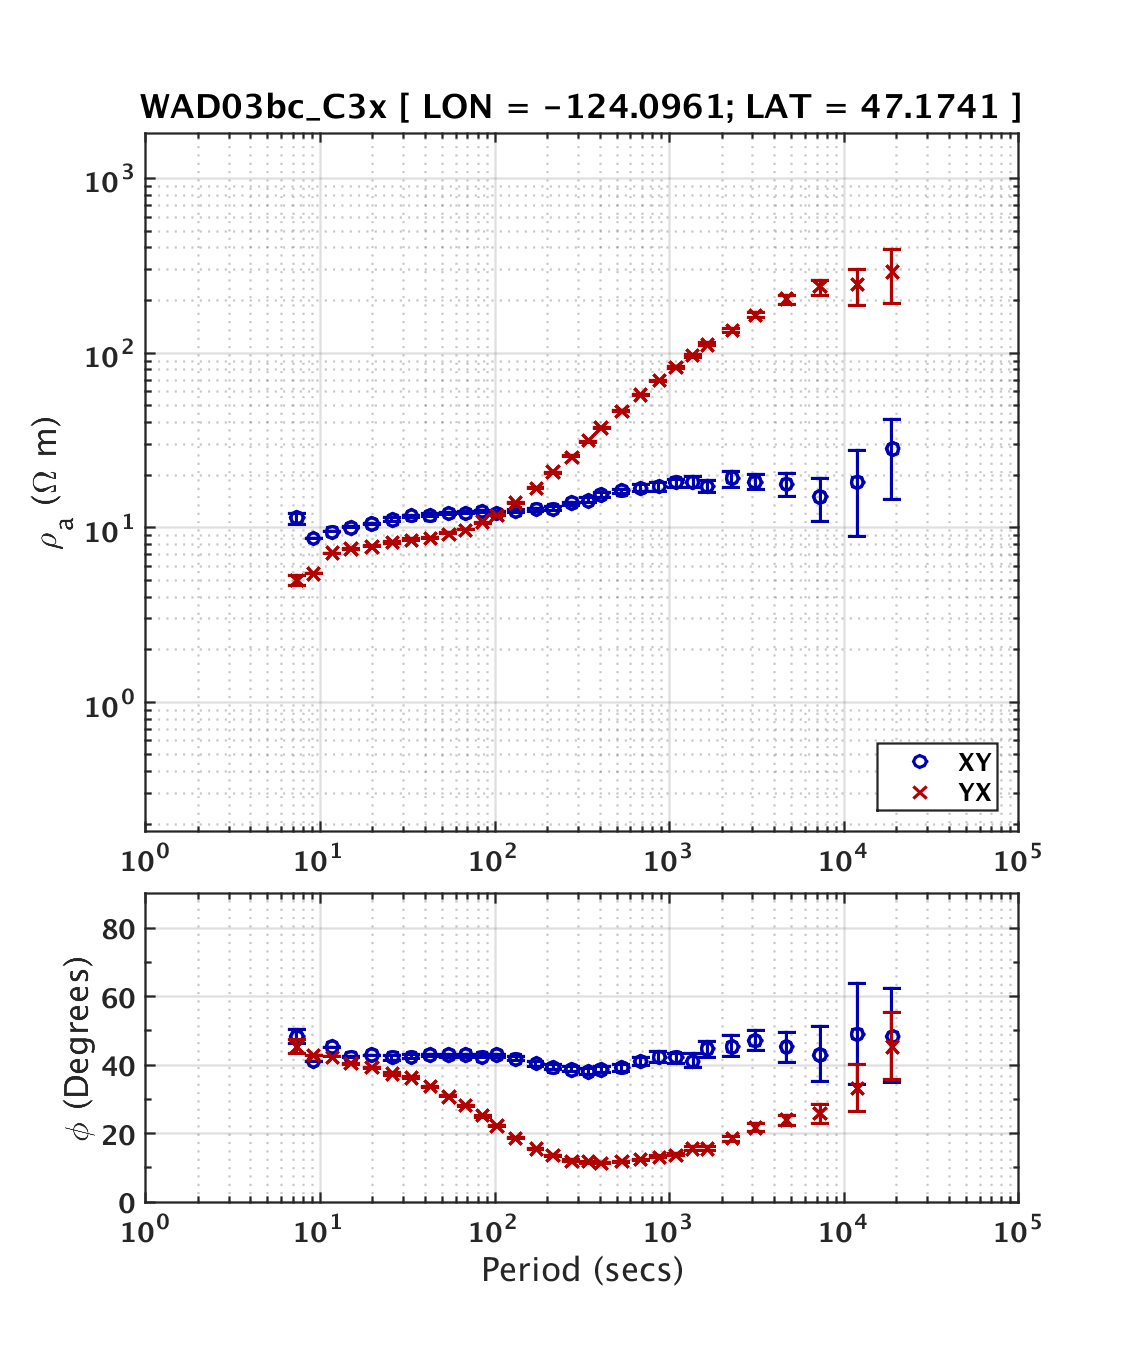 WAD03bc_C3x [ LON = -124.0961; LAT = 47.1741 ]
10³
10²
10¹
10⁰
ρₐ (Ω m)
XY
YX
10⁰ 10¹ 10² 10³ 10⁴ 10⁵
80
60
40
20
0
ϕ (Degrees)
10⁰ 10¹ 10² 10³ 10⁴ 10⁵
Period (secs)